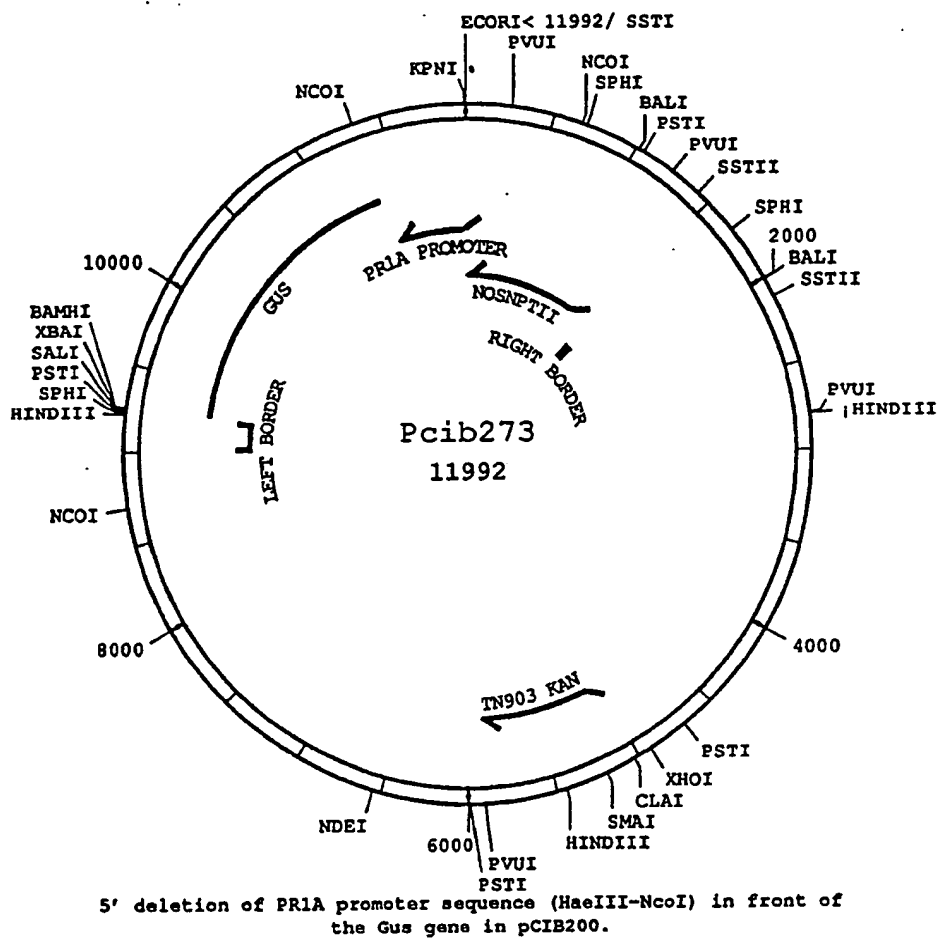 ECORI< 11992/ SSTI
PVUI
KPNI
NCOI
SPHI
NCOI
BALI
PSTI
PVUI
SSTII
SPHI
2000
BALI
SSTII
10000
PR1A PROMOTER
GUS
NOSNPTII
BAMHI
XBAI
SALI
PSTI
SPHI
HINDIII
RIGHT BORDER
PVUI
HINDIII
LEFT BORDER
Pcib273
11992
NCOI
8000
4000
TN903 KAN
PSTI
XHOI
CLAI
SMAI
HINDIII
NDEI
6000
PVUI
PSTI
5' deletion of PR1A promoter sequence (HaeIII-NcoI) in front of
the Gus gene in pCIB200.